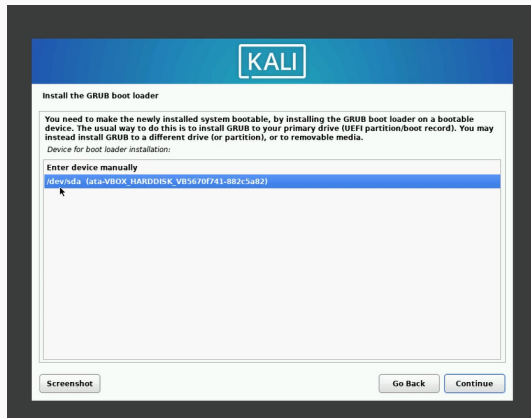 KALI
Install the GRUB boot loader
You need to make the newly installed system bootable, by installing the GRUB boot loader on a bootable
device. The usual way to do this is to install GRUB to your primary drive (UEFI partition/boot record). You may
instead install GRUB to a different drive (or partition), or to removable media.
Device for boot loader installation:
Enter device manually
/dev/sda (ata-VBOX_HARDDISK_VB5670f741-882c5a82)
Screenshot
Go Back
Continue